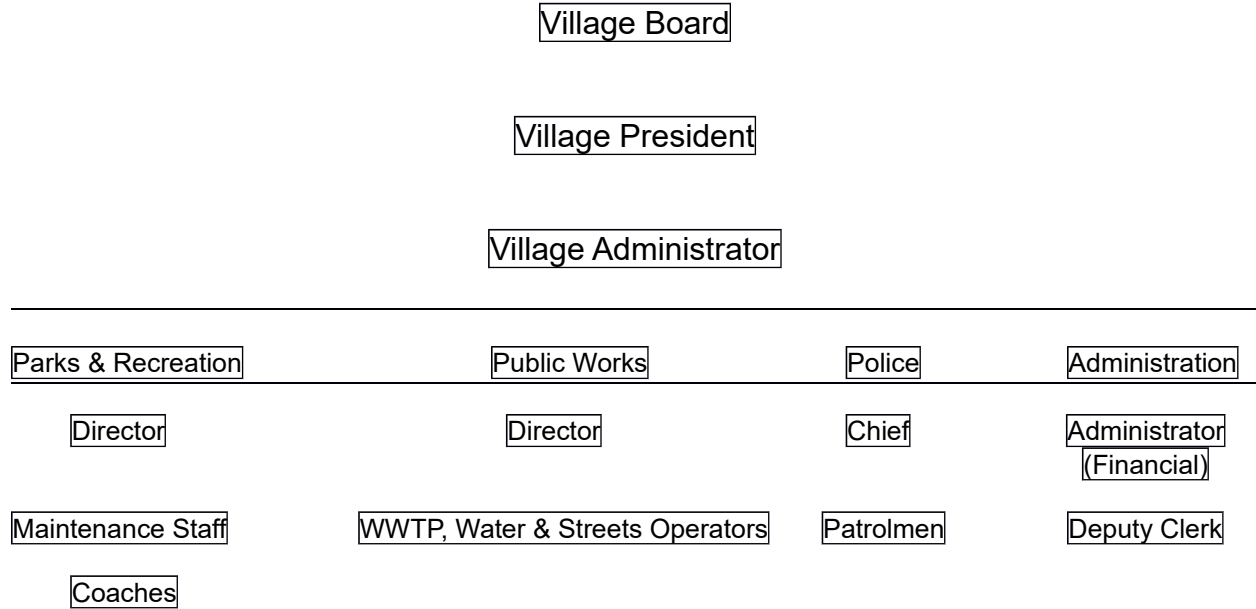 Village Board
Village President
Village Administrator
Parks & Recreation Public Works Police Administration
Director Director Chief Administrator
(Financial)
Maintenance Staff WWTP, Water & Streets Operators Patrolmen Deputy Clerk
Coaches